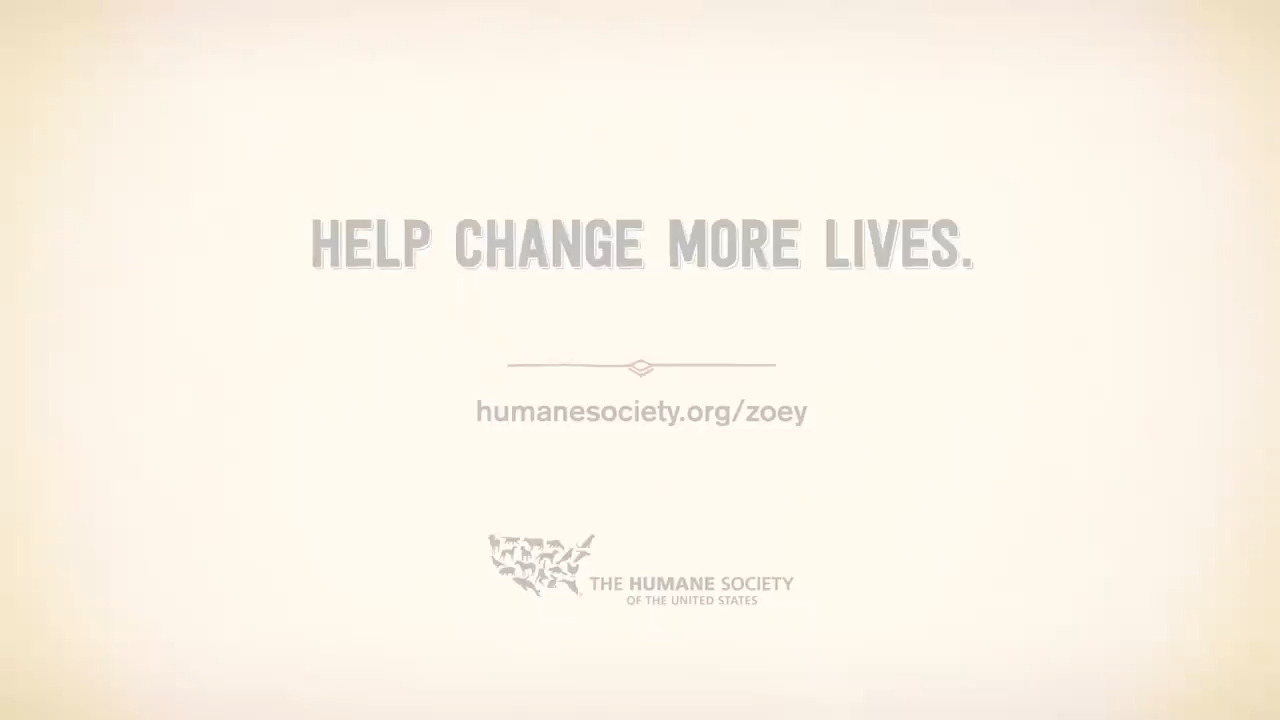 HELP CHANGE MORE LIVES.
humanesociety.org/zoey
THE HUMANE SOCIETY
OF THE UNITED STATES